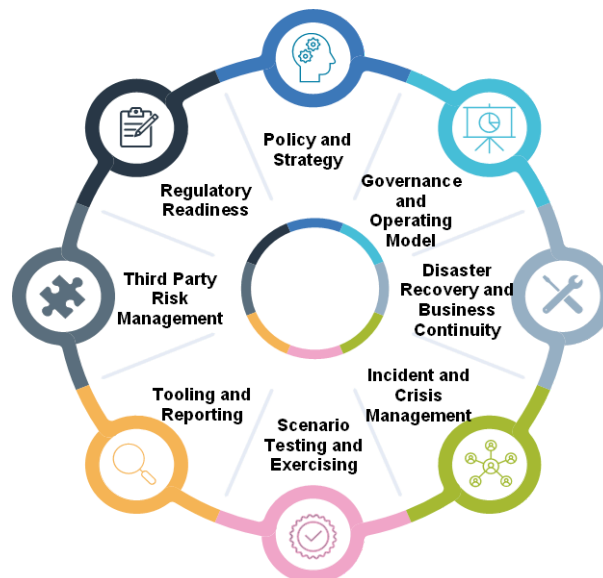 Policy and
Strategy
Governance
and
Operating
Model
Disaster
Recovery and
Business
Continuity
Incident and
Crisis
Management
Scenario
Testing and
Exercising
Tooling and
Reporting
Third Party
Risk
Management
Regulatory
Readiness